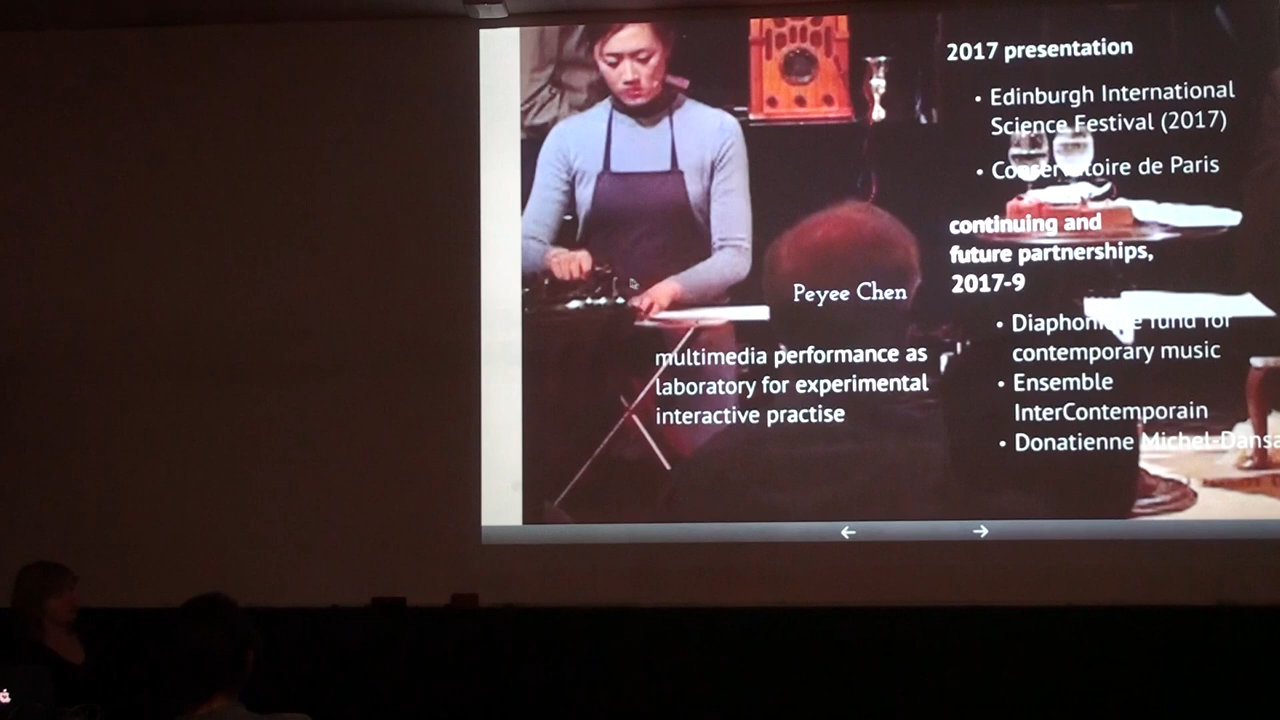 2017 presentation
• Edinburgh International
Science Festival (2017)
• Conservatoire de Paris
continuing and
future partnerships,
2017-9
• Diaphonique fund for
contemporary music
• Ensemble
InterContemporain
• Donatienne Michel-Dansa
Peyee Chen
multimedia performance as
laboratory for experimental
interactive practise